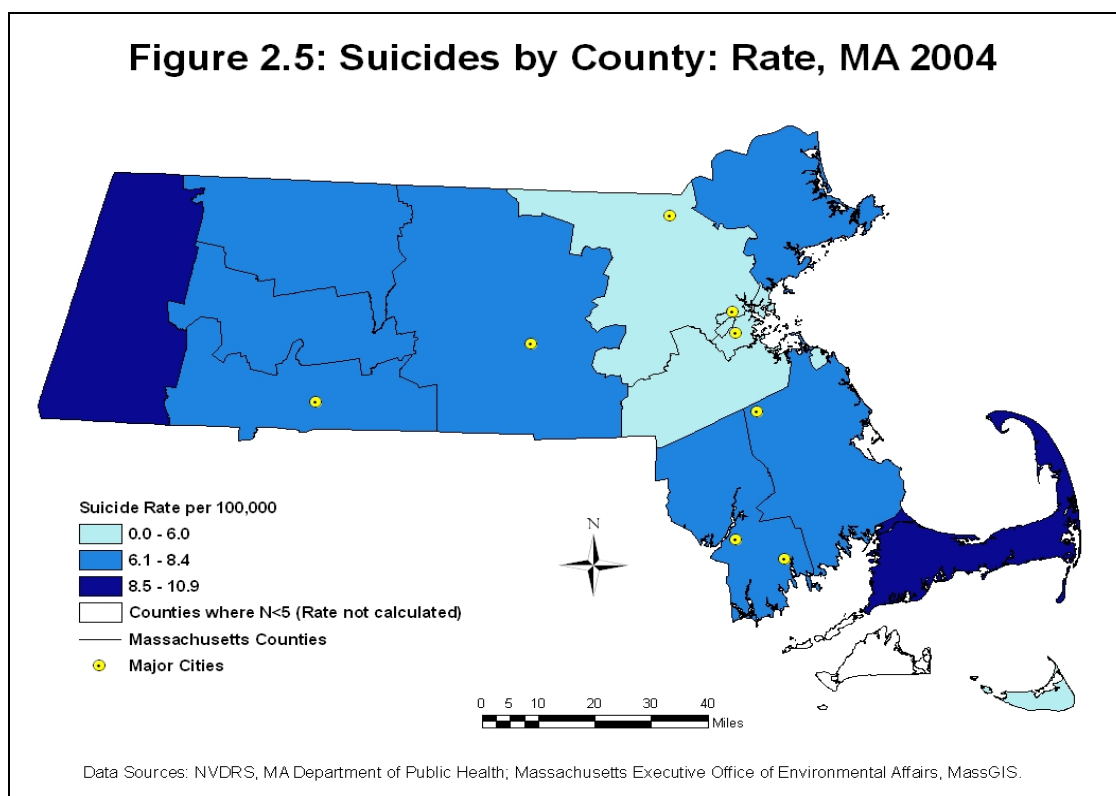 Figure 2.5: Suicides by County: Rate, MA 2004
Suicide Rate per 100,000
0.0 - 6.0
6.1 - 8.4
8.5 - 10.9
Counties where N<5 (Rate not calculated)
Massachusetts Counties
Major Cities
N
0 5 10 20 30 40
Miles
Data Sources: NVDRS, MA Department of Public Health; Massachusetts Executive Office of Environmental Affairs, MassGIS.